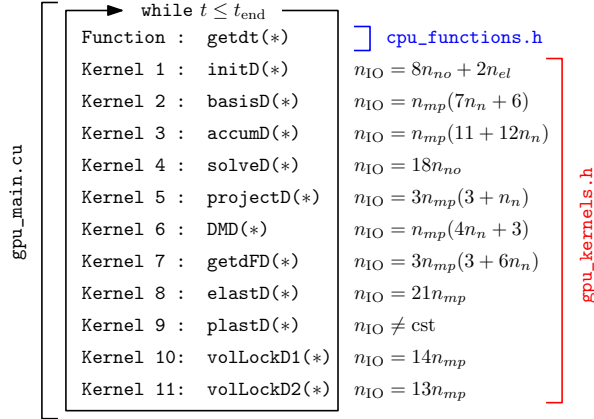 while t ≤ t_end
Function : getdt(*) cpu_functions.h
Kernel 1 : initD(*) n_IO = 8n_no + 2n_el
Kernel 2 : basisD(*) n_IO = n_mp(7n_n + 6)
Kernel 3 : accumD(*) n_IO = n_mp(11 + 12n_n)
Kernel 4 : solveD(*) n_IO = 18n_no
Kernel 5 : projectD(*) n_IO = 3n_mp(3 + n_n)
Kernel 6 : DMD(*) n_IO = n_mp(4n_n + 3)
Kernel 7 : getdFD(*) n_IO = 3n_mp(3 + 6n_n)
Kernel 8 : elastD(*) n_IO = 21n_mp
Kernel 9 : plastD(*) n_IO ≠ cst
Kernel 10: volLockD1(*) n_IO = 14n_mp
Kernel 11: volLockD2(*) n_IO = 13n_mp
gpu_main.cu
gpu_kernels.h